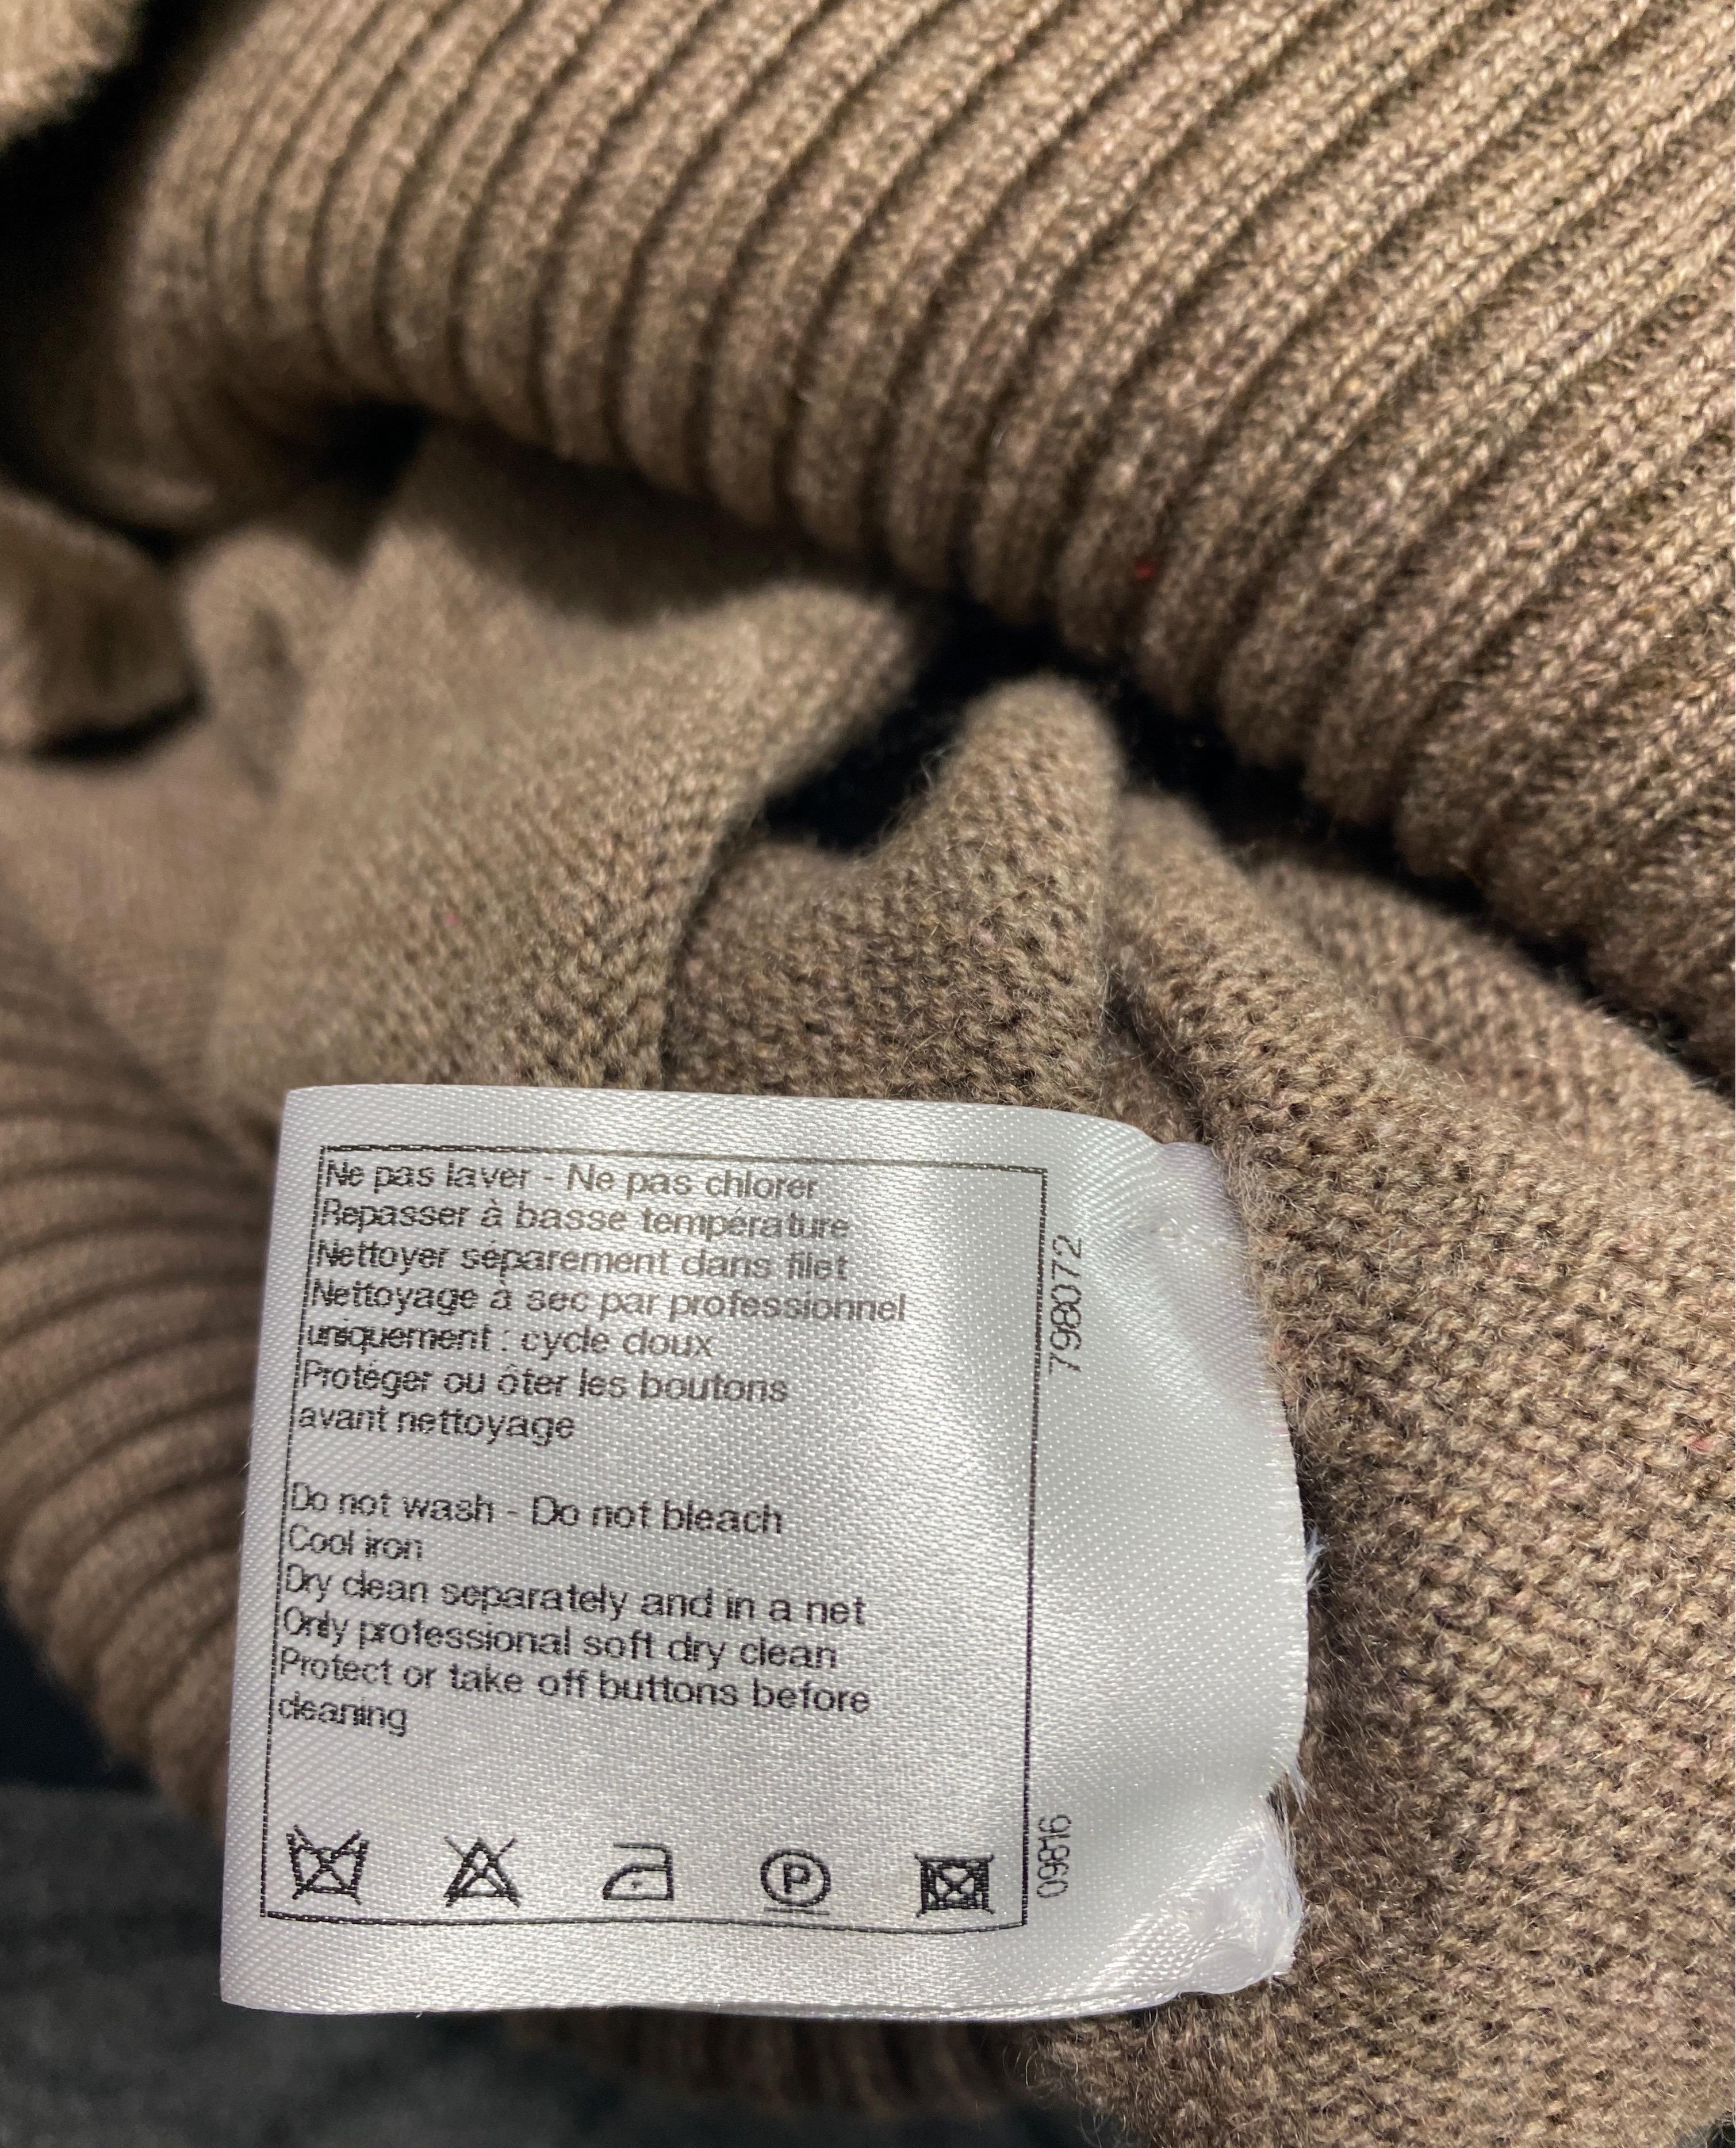 Ne pas laver - Ne pas chlorer
Repasser à basse température
Nettoyer séparement dans filet
Nettoyage à sec par professionnel
uniquement : cycle doux
Protéger ou ôter les boutons
avant nettoyage
Do not wash - Do not bleach
Cool iron
Dry clean separately and in a net
Only professional soft dry clean
Protect or take off buttons before
cleaning
P
798072
09816